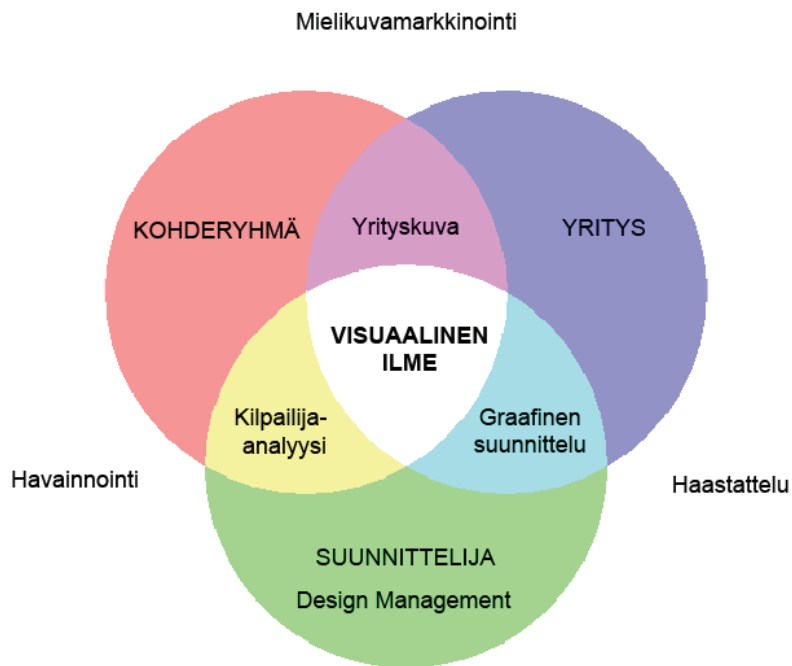 Mielikuvamarkkinointi
KOHDERYHMÄ
Yrityskuva
YRITYS
VISUAALINEN
ILME
Kilpailija-
analyysi
Graafinen
suunnittelu
Havainnointi
Haastattelu
SUUNNITTELIJA
Design Management